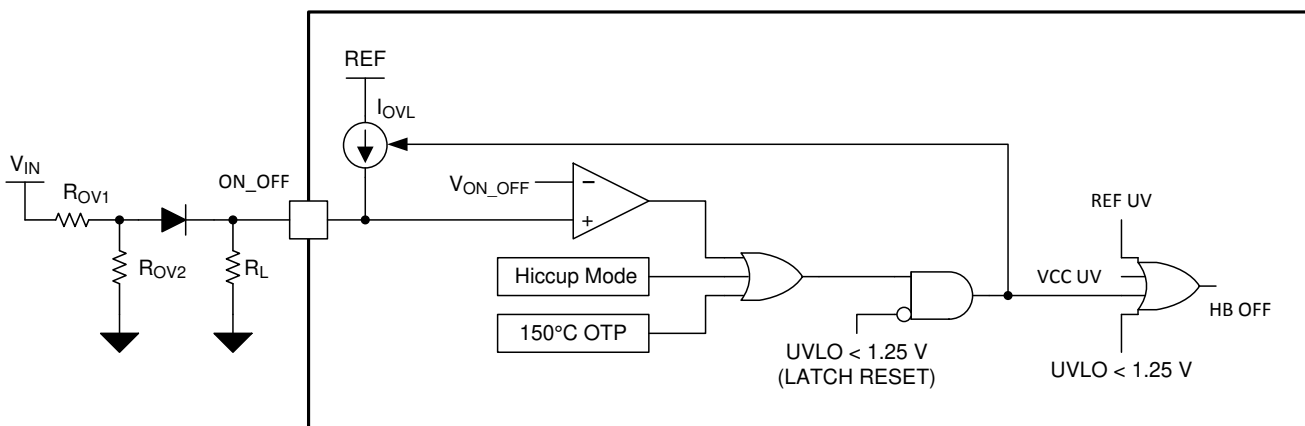 REF
I_OVL
V_IN
R_OV1
ON_OFF
V_ON_OFF
−
+
REF UV
R_OV2
R_L
Hiccup Mode
VCC UV
HB OFF
150°C OTP
UVLO < 1.25 V
(LATCH RESET)
UVLO < 1.25 V